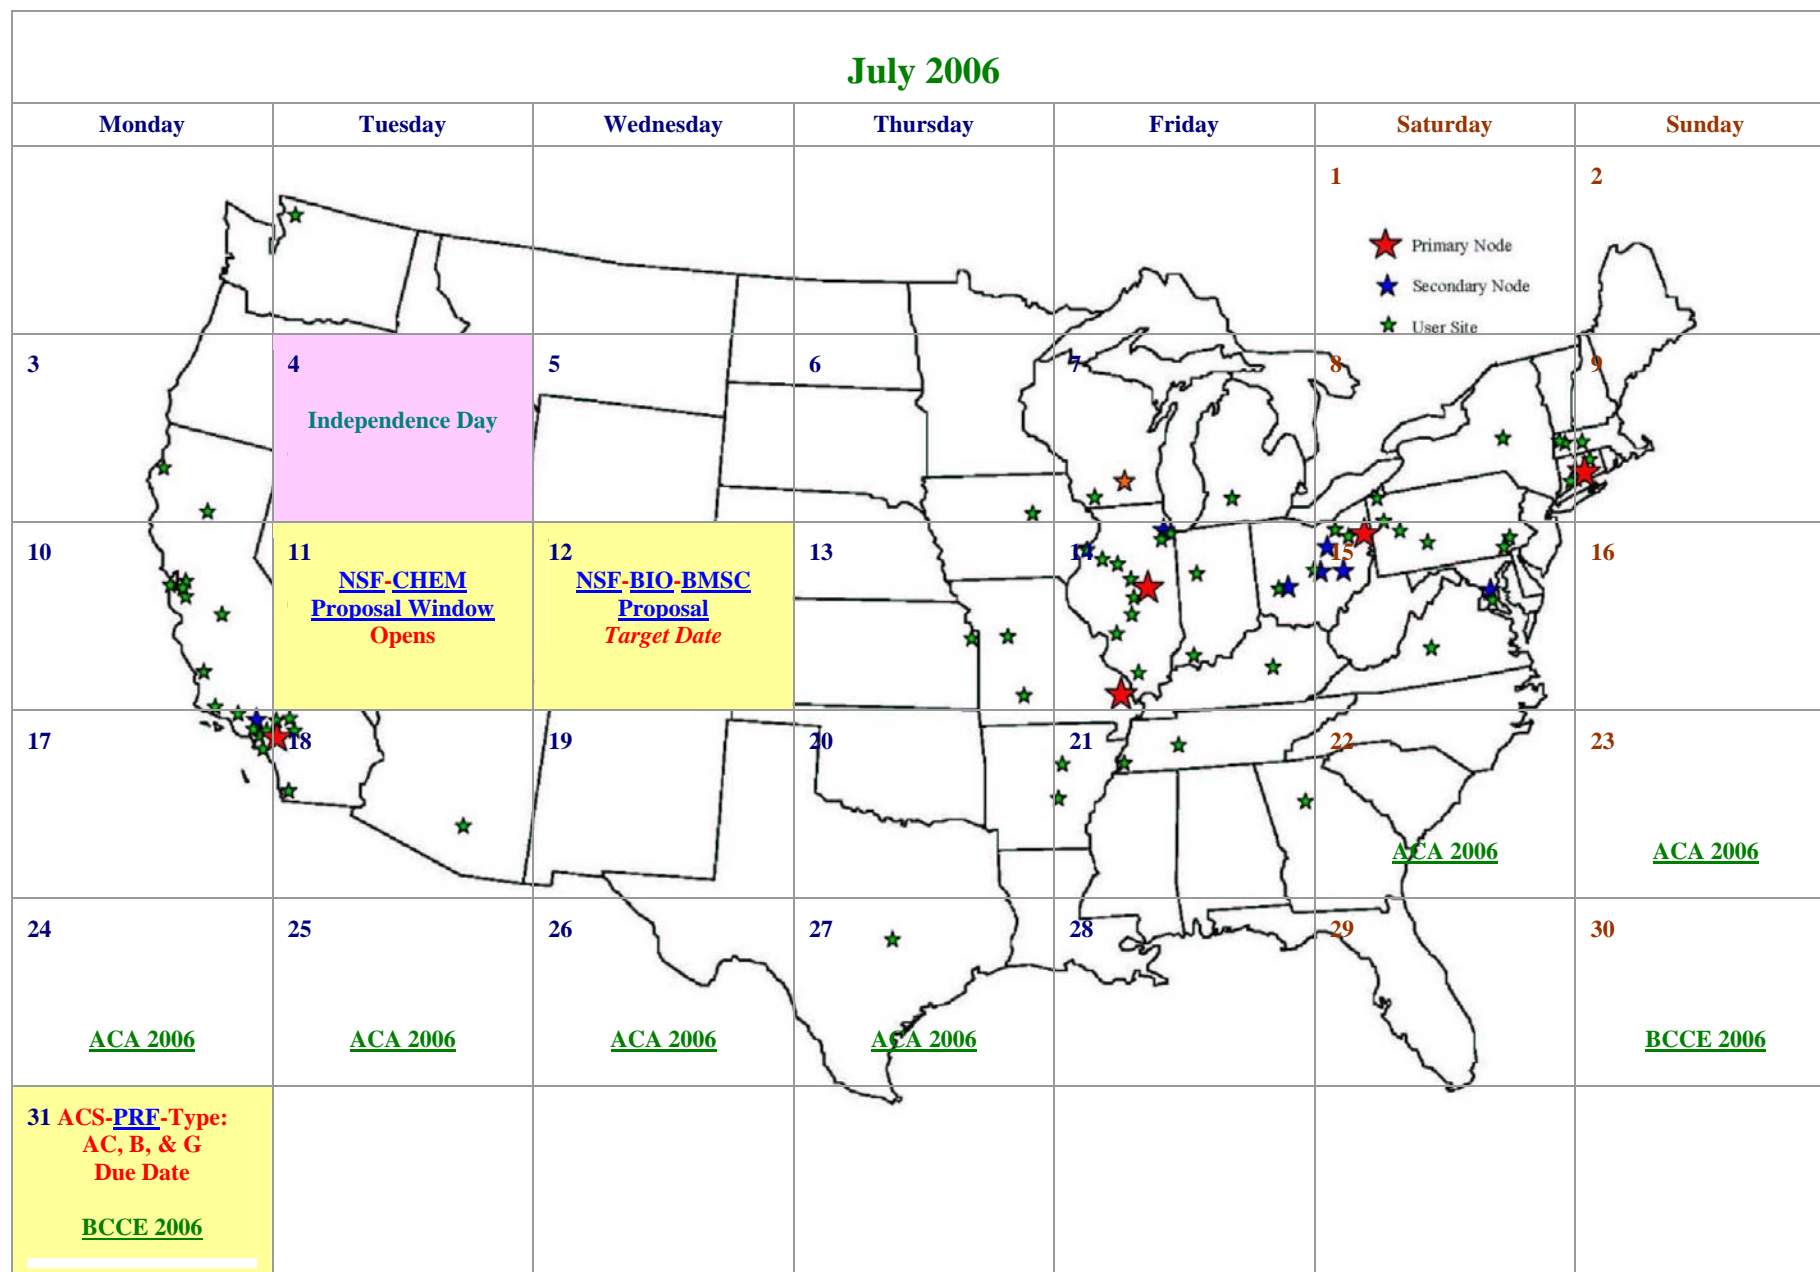 July 2006
Monday Tuesday Wednesday Thursday Friday Saturday Sunday
1 2
Primary Node
Secondary Node
User Site
3 4 5 6 7 8 9
Independence Day
10 11 12 13 14 15 16
NSF-CHEM
Proposal Window
Opens
NSF-BIO-BMSC
Proposal
Target Date
17 18 19 20 21 22 23
ACA 2006 ACA 2006
24 25 26 27 28 29 30
ACA 2006 ACA 2006 ACA 2006 ACA 2006 BCCE 2006
31 ACS-PRF-Type:
AC, B, & G
Due Date
BCCE 2006